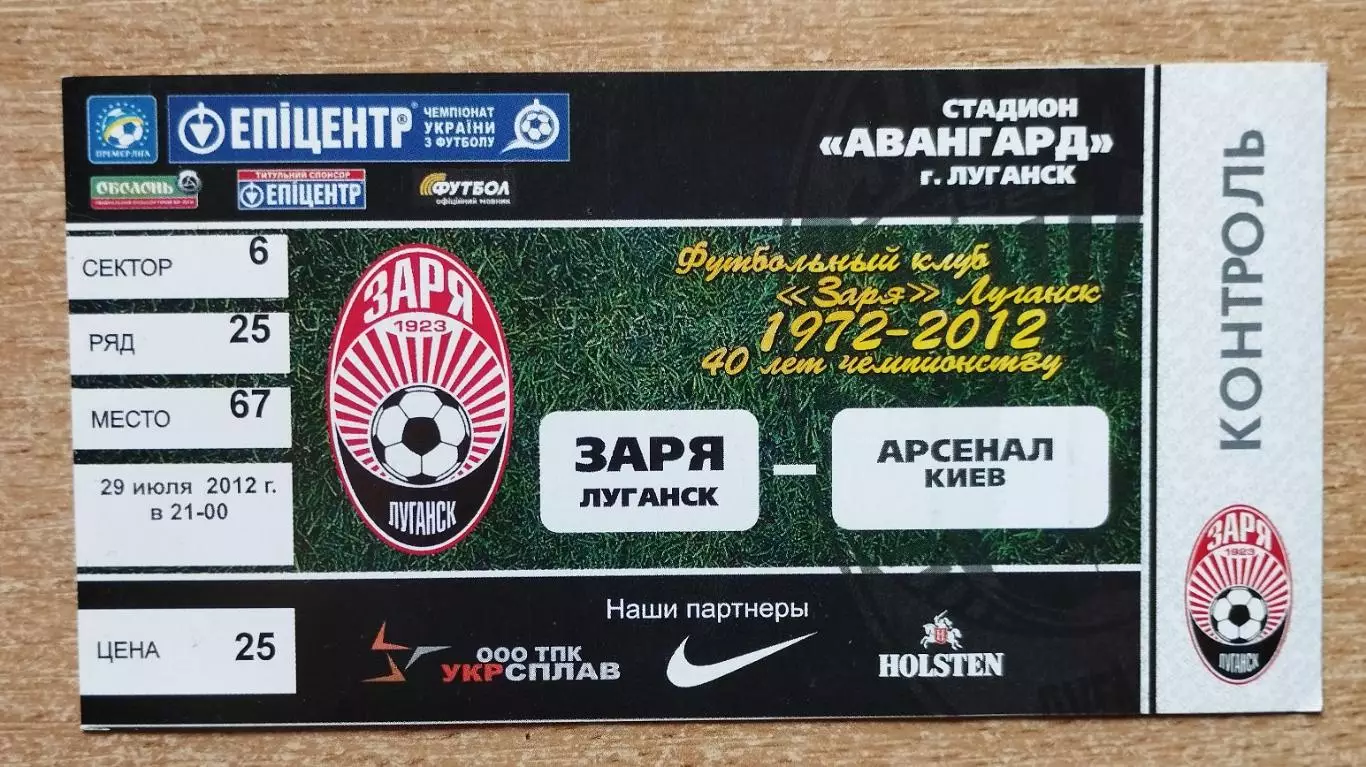 ПРЕМЬЕР-ЛИГА
ЕПІЦЕНТР®
ЧЕМПІОНАТ
УКРАЇНИ
З ФУТБОЛУ
ОБОЛОНЬ
ТИТУЛЬНИЙ СПОНСОР
ЕПІЦЕНТР
ФУТБОЛ
офіційний мовник
СТАДИОН
«АВАНГАРД»
г. ЛУГАНСК
СЕКТОР 6
РЯД 25
МЕСТО 67
29 июля 2012 г.
в 21-00
ЦЕНА 25
ЗАРЯ
1923
ЛУГАНСК
Футбольный клуб
«Заря» Луганск
1972-2012
40 лет чемпионству
ЗАРЯ
ЛУГАНСК
–
АРСЕНАЛ
КИЕВ
Наши партнеры
ООО ТПК
УКРСПЛАВ
HOLSTEN
КОНТРОЛЬ
ЗАРЯ
1923
ЛУГАНСК